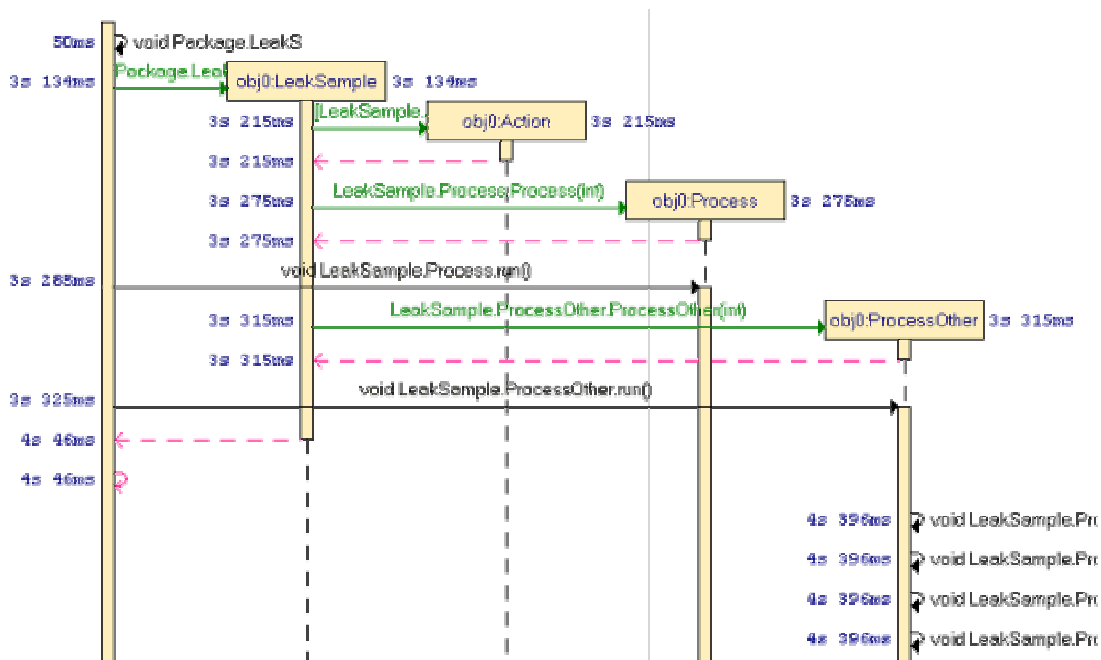 50ms void Package.LeakS
3s 134ms Package.Leak obj0:LeakSample 3s 134ms
3s 215ms [LeakSample. obj0:Action 3s 215ms
3s 215ms
LeakSample.Process.Process(int)
3s 275ms obj0:Process 3s 275ms
3s 275ms
void LeakSample.Process.run()
3s 285ms
LeakSample.ProcessOther.ProcessOther(int)
3s 315ms obj0:ProcessOther 3s 315ms
3s 315ms
void LeakSample.ProcessOther.run()
3s 325ms
4s 46ms
4s 46ms
4s 396ms void LeakSample.Pro
4s 396ms void LeakSample.Pro
4s 396ms void LeakSample.Pro
4s 396ms void LeakSample.Pro